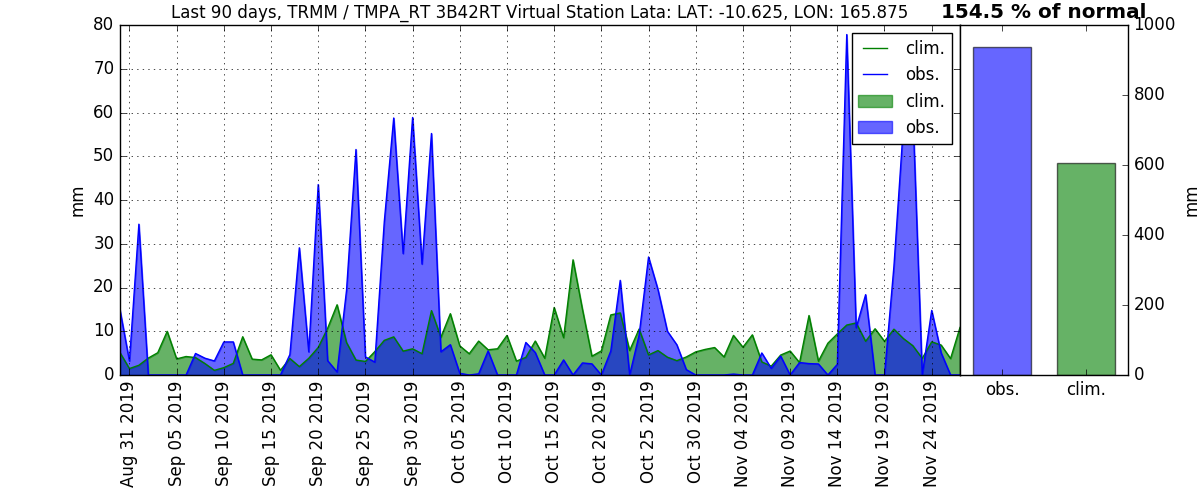 Last 90 days, TRMM / TMPA_RT 3B42RT Virtual Station Lata: LAT: -10.625, LON: 165.875
154.5 % of normal
80
70
60
50
40
30
20
10
0
mm
clim.
obs.
clim.
obs.
Aug 31 2019
Sep 05 2019
Sep 10 2019
Sep 15 2019
Sep 20 2019
Sep 25 2019
Sep 30 2019
Oct 05 2019
Oct 10 2019
Oct 15 2019
Oct 20 2019
Oct 25 2019
Oct 30 2019
Nov 04 2019
Nov 09 2019
Nov 14 2019
Nov 19 2019
Nov 24 2019
1000
800
600
400
200
0
mm
obs.
clim.